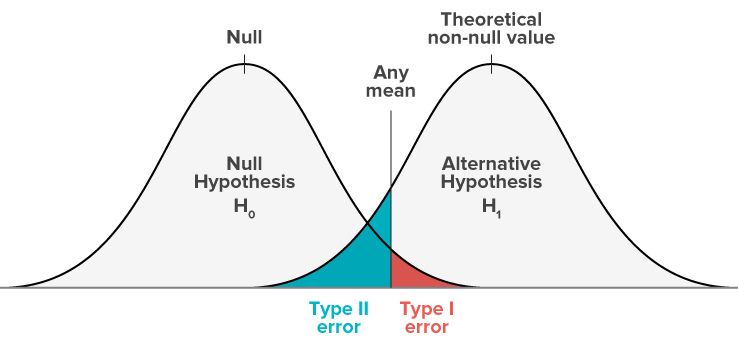 Null
Theoretical
non-null value
Any
mean
Null
Hypothesis
H₀
Alternative
Hypothesis
H₁
Type II
error
Type I
error